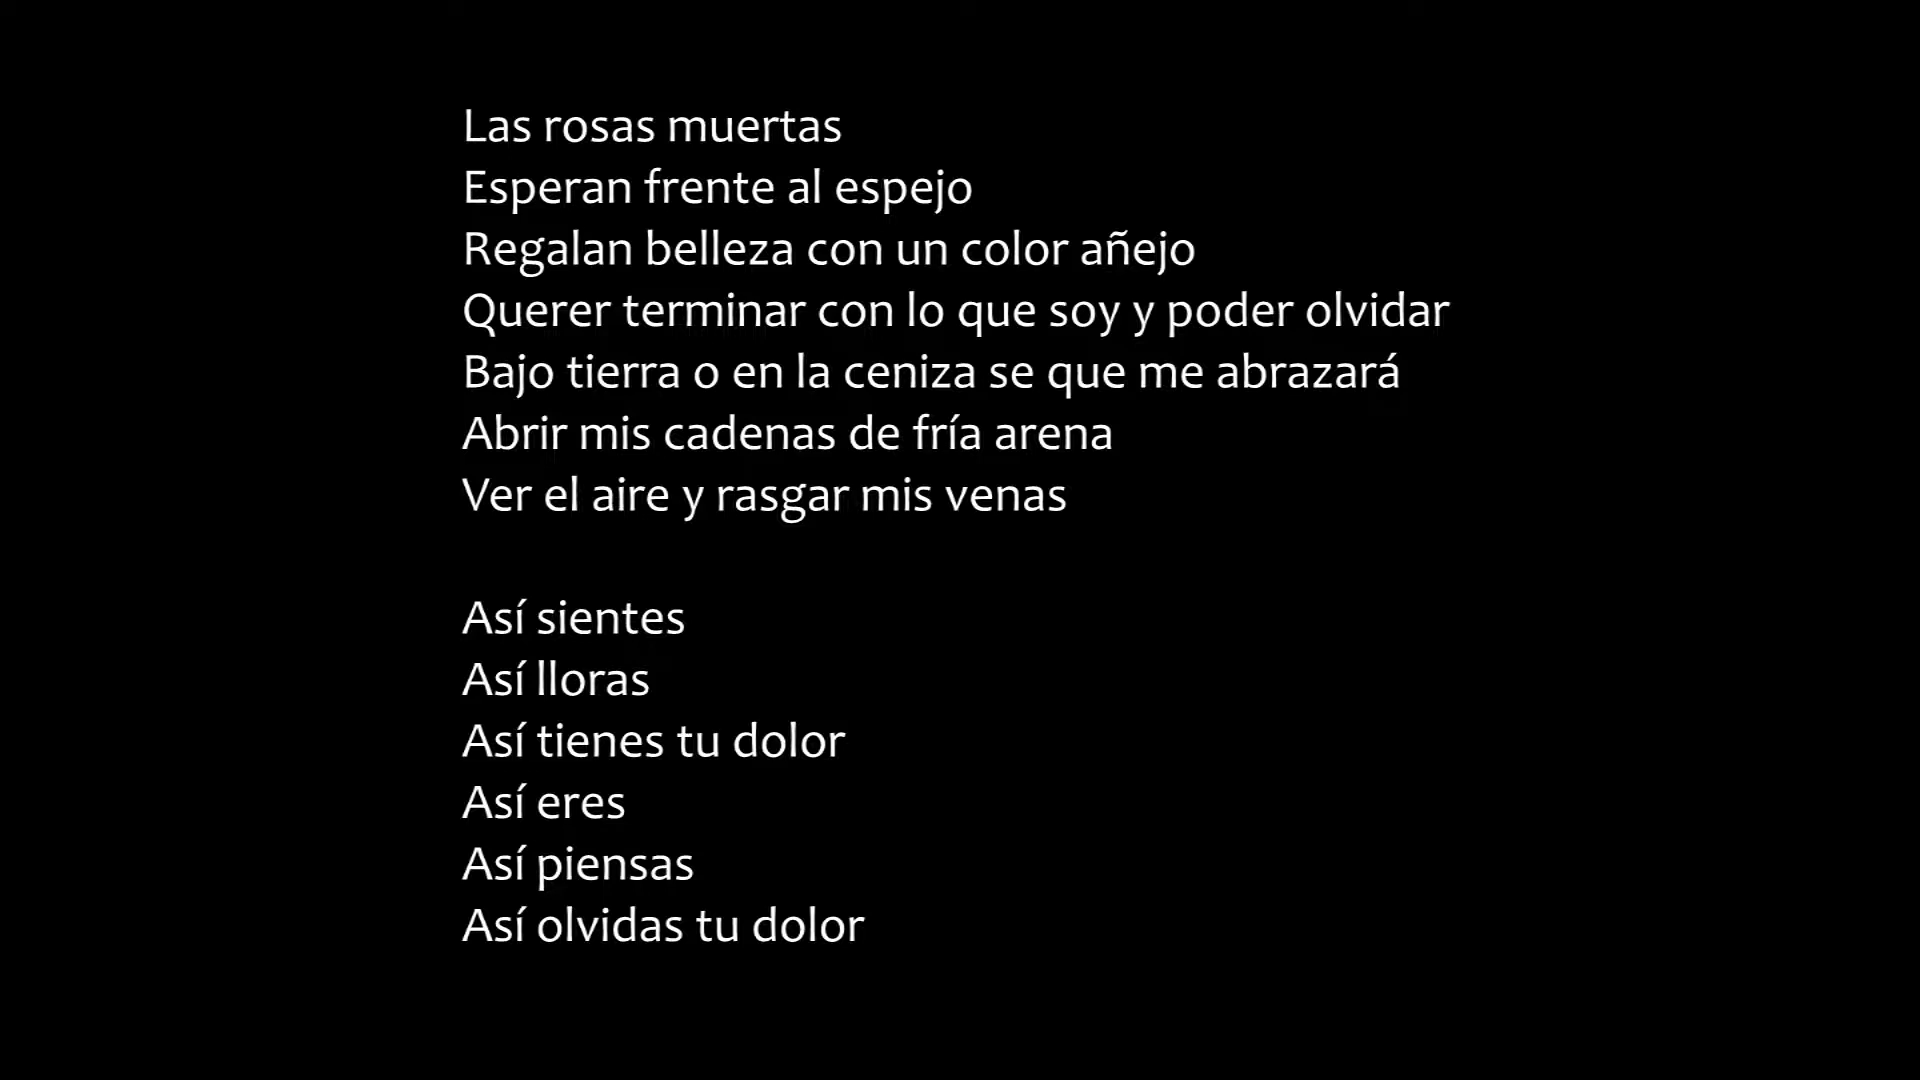 Las rosas muertas
Esperan frente al espejo
Regalan belleza con un color añejo
Querer terminar con lo que soy y poder olvidar
Bajo tierra o en la ceniza se que me abrazará
Abrir mis cadenas de fría arena
Ver el aire y rasgar mis venas
Así sientes
Así lloras
Así tienes tu dolor
Así eres
Así piensas
Así olvidas tu dolor